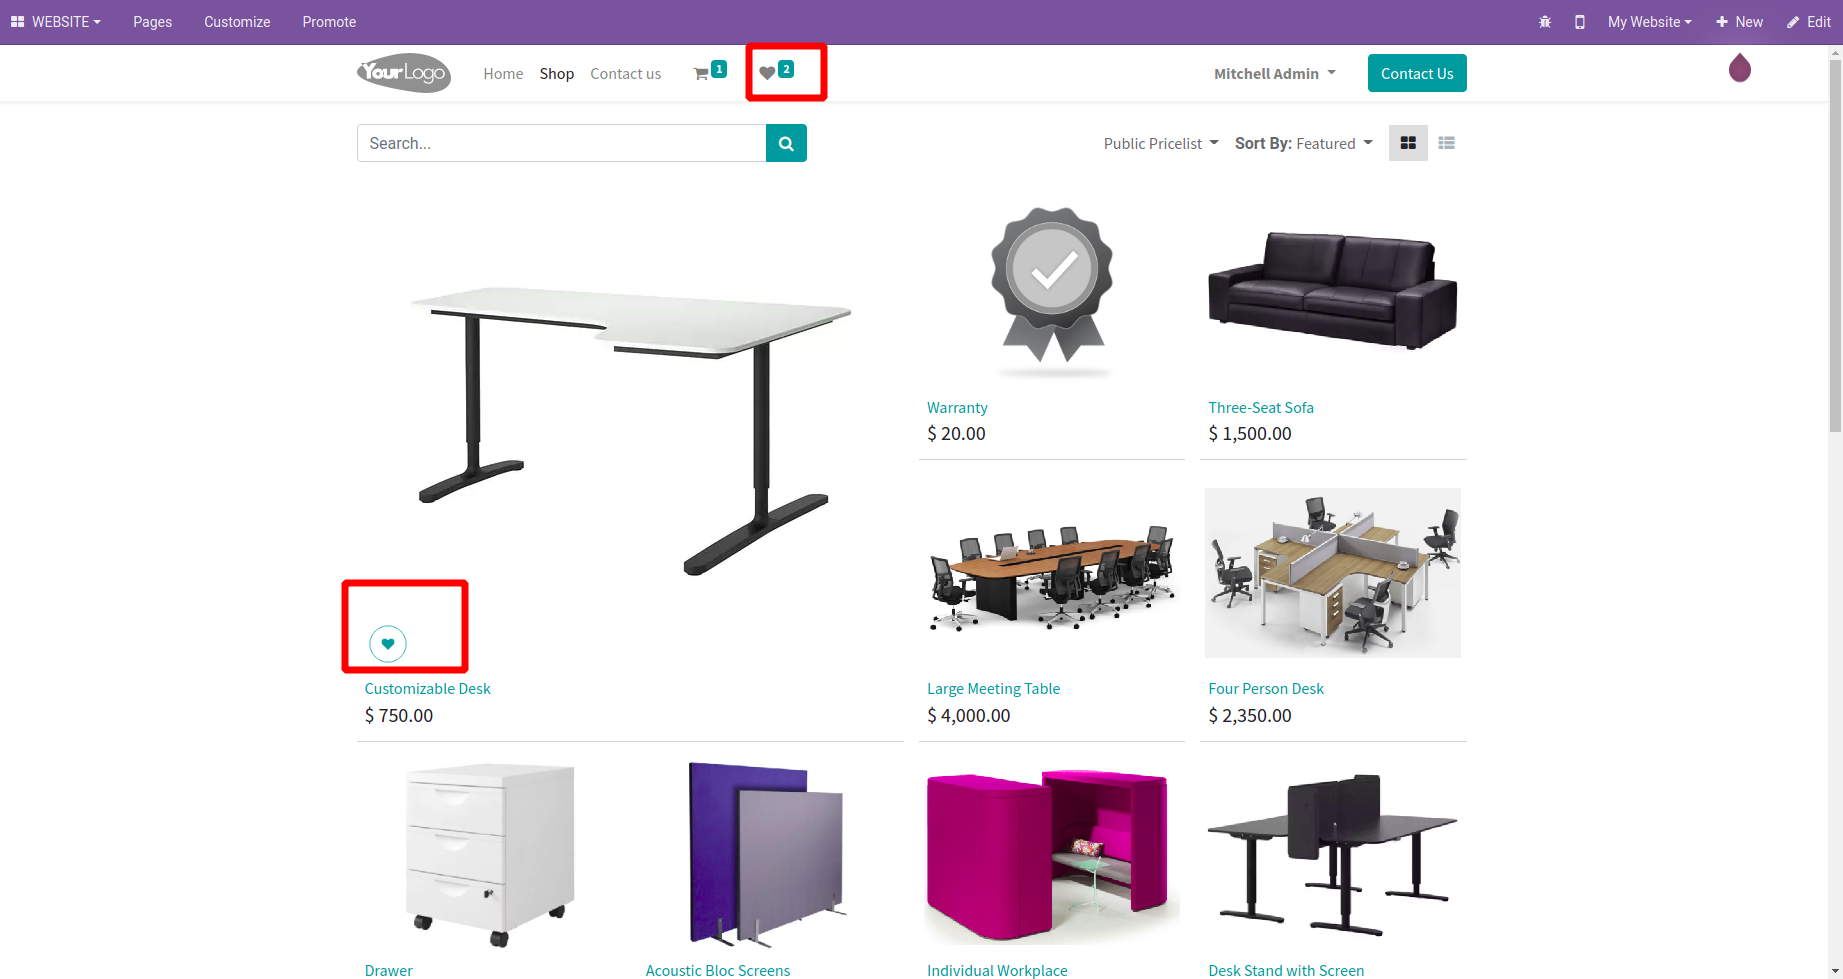 WEBSITE Pages Customize Promote My Website New Edit
YourLogo Home Shop Contact us 1 2 Mitchell Admin Contact Us
Search... Public Pricelist Sort By: Featured
Warranty
$ 20.00
Three-Seat Sofa
$ 1,500.00
Customizable Desk
$ 750.00
Large Meeting Table
$ 4,000.00
Four Person Desk
$ 2,350.00
Drawer
Acoustic Bloc Screens
Individual Workplace
Desk Stand with Screen